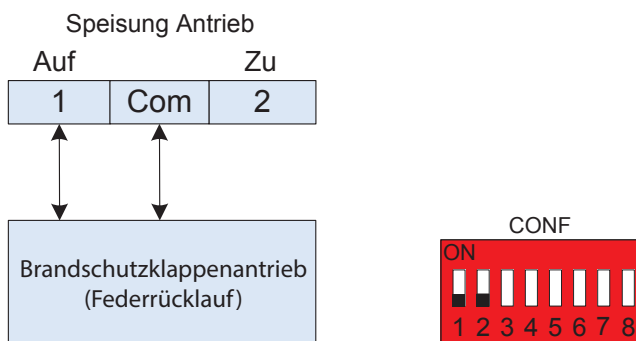 Speisung Antrieb
Auf Zu
1 Com 2
Brandschutzklappenantrieb
(Federrücklauf)
CONF
ON
1 2 3 4 5 6 7 8